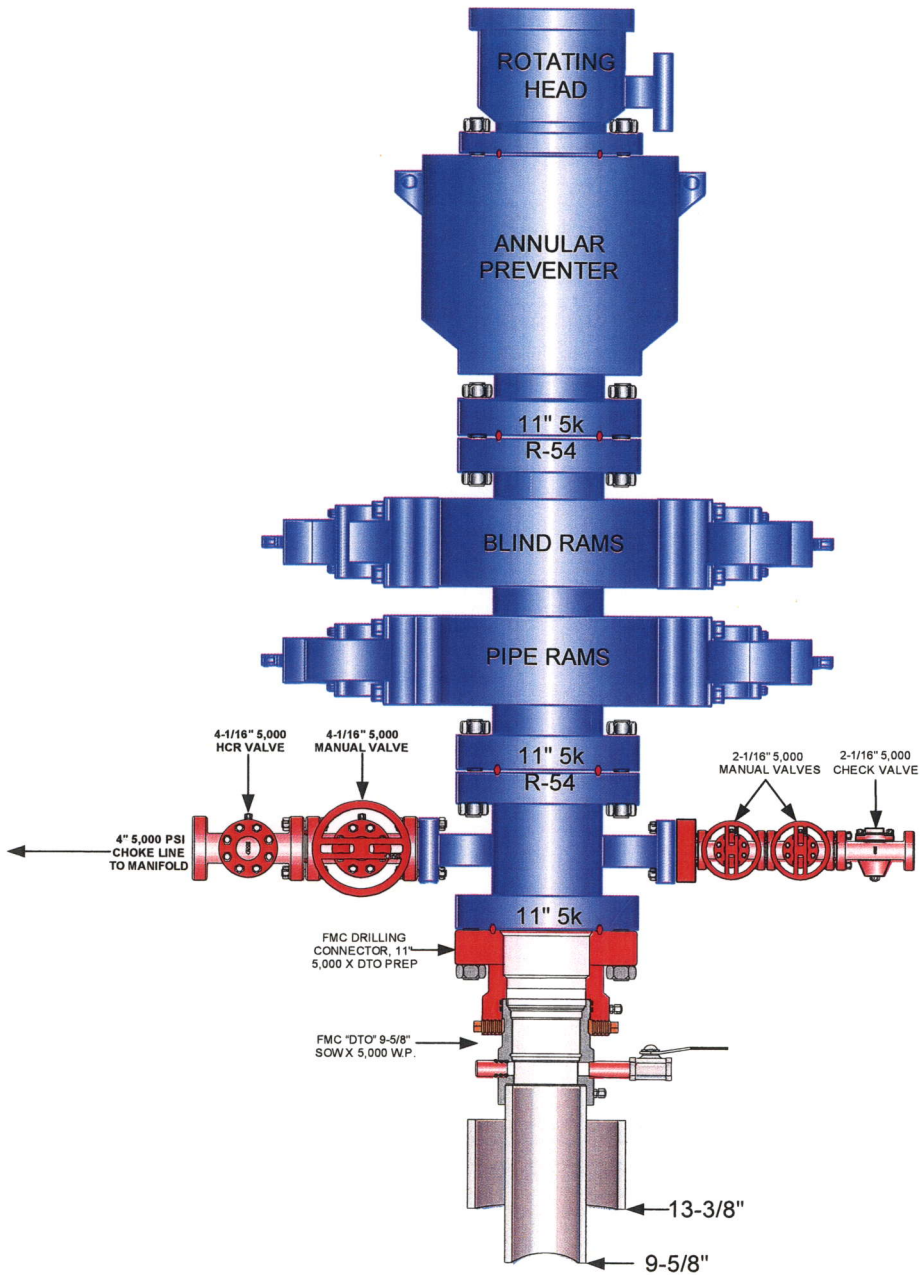 ROTATING
HEAD
ANNULAR
PREVENTER
11" 5k
R-54
BLIND RAMS
PIPE RAMS
11" 5k
R-54
4-1/16" 5,000
HCR VALVE
4-1/16" 5,000
MANUAL VALVE
2-1/16" 5,000
MANUAL VALVES
2-1/16" 5,000
CHECK VALVE
4" 5,000 PSI
CHOKE LINE
TO MANIFOLD
11" 5k
FMC DRILLING
CONNECTOR, 11"
5,000 X DTO PREP
FMC "DTO" 9-5/8"
SOW X 5,000 W.P.
13-3/8"
9-5/8"